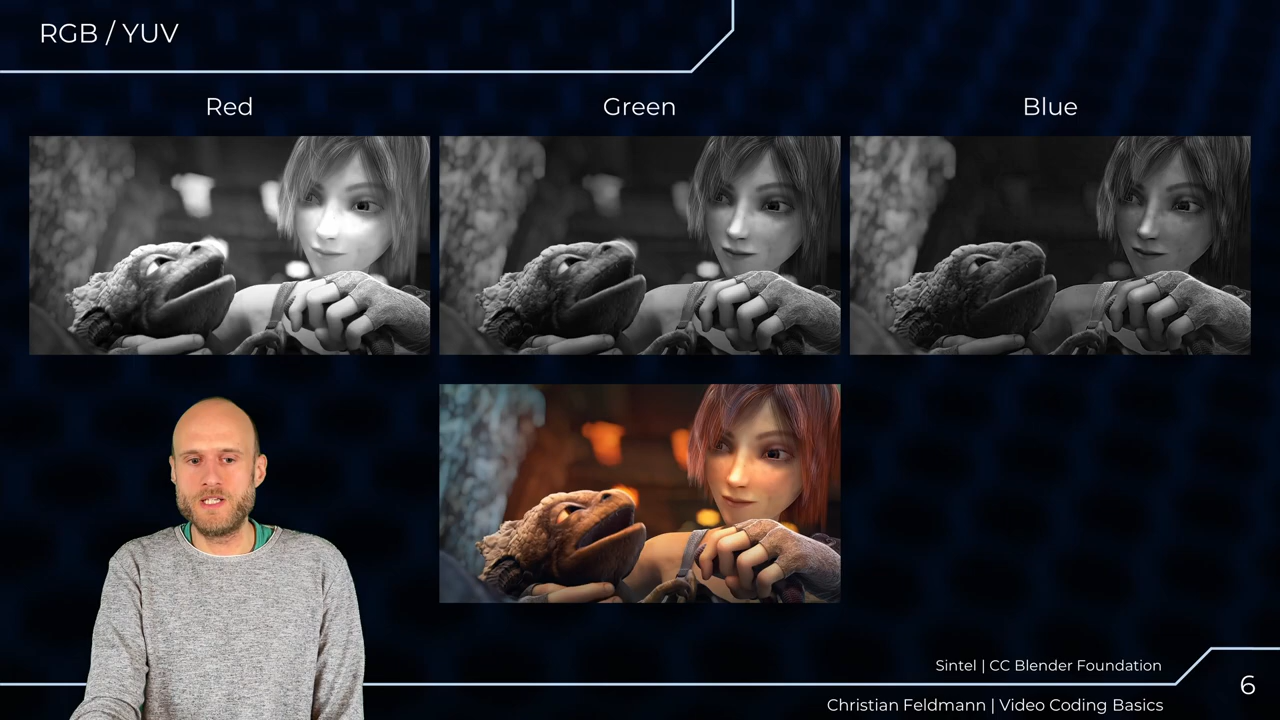 RGB / YUV
Red
Green
Blue
Sintel | CC Blender Foundation
6
Christian Feldmann | Video Coding Basics